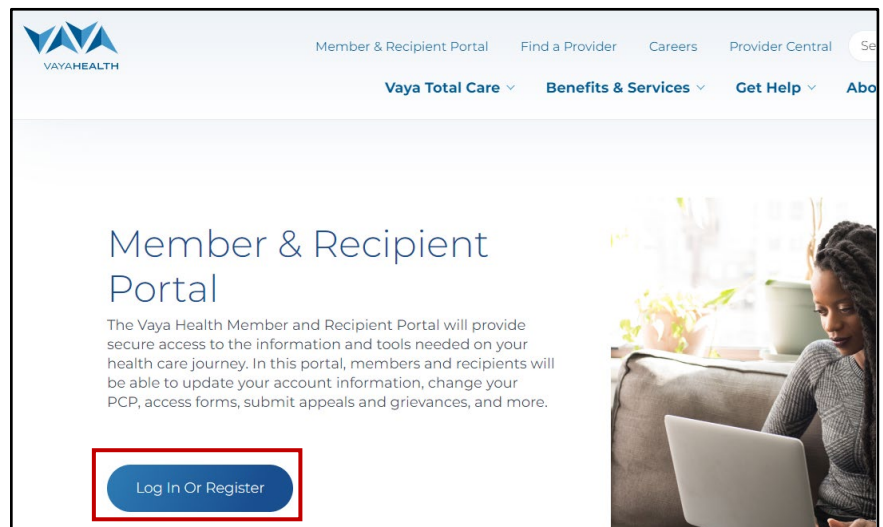 VAYAHEALTH
Member & Recipient Portal Find a Provider Careers Provider Central Se
Vaya Total Care Benefits & Services Get Help Abo
Member & Recipient
Portal
The Vaya Health Member and Recipient Portal will provide
secure access to the information and tools needed on your
health care journey. In this portal, members and recipients will
be able to update your account information, change your
PCP, access forms, submit appeals and grievances, and more.
Log In Or Register